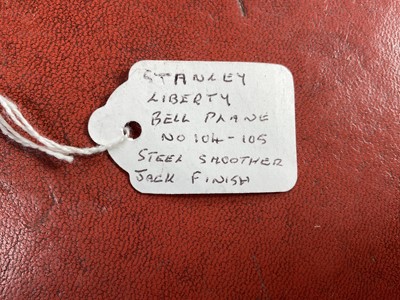 STANLEY
LIBERTY
BELL PLANE
NO 104-105
STEEL SMOOTHER
JACK FINISH